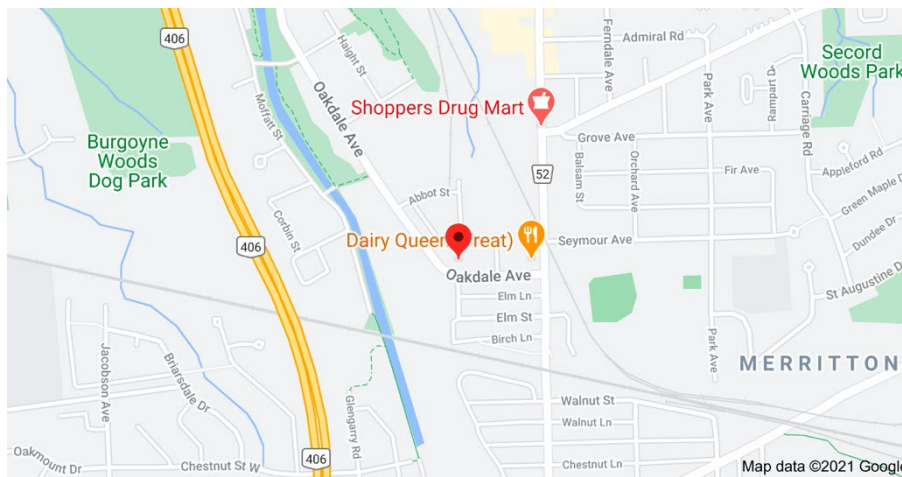 406
Haight St
Moffatt St
Oakdale Ave
Ferndale Ave
Admiral Rd
Park Ave
Rampart Dr
Carriage Rd
Secord
Woods Park
Shoppers Drug Mart
Burgoyne
Woods
Dog Park
Grove Ave
52
Balsam St
Orchard Ave
Fir Ave
Appleford Rd
Green Maple D
Abbot St
Corbin St
406
Dairy Queen
reat)
Seymour Ave
Dundee Dr
Oakdale Ave
Elm Ln
St Augustine D
Elm St
Birch Ln
Park Ave
MERRITTON
Jacobson Ave
Briarsdale Dr
Glengarry Rd
Walnut St
Walnut Ln
Oakmount Dr
Chestnut St W
406
Chestnut Ln
Map data ©2021 Google